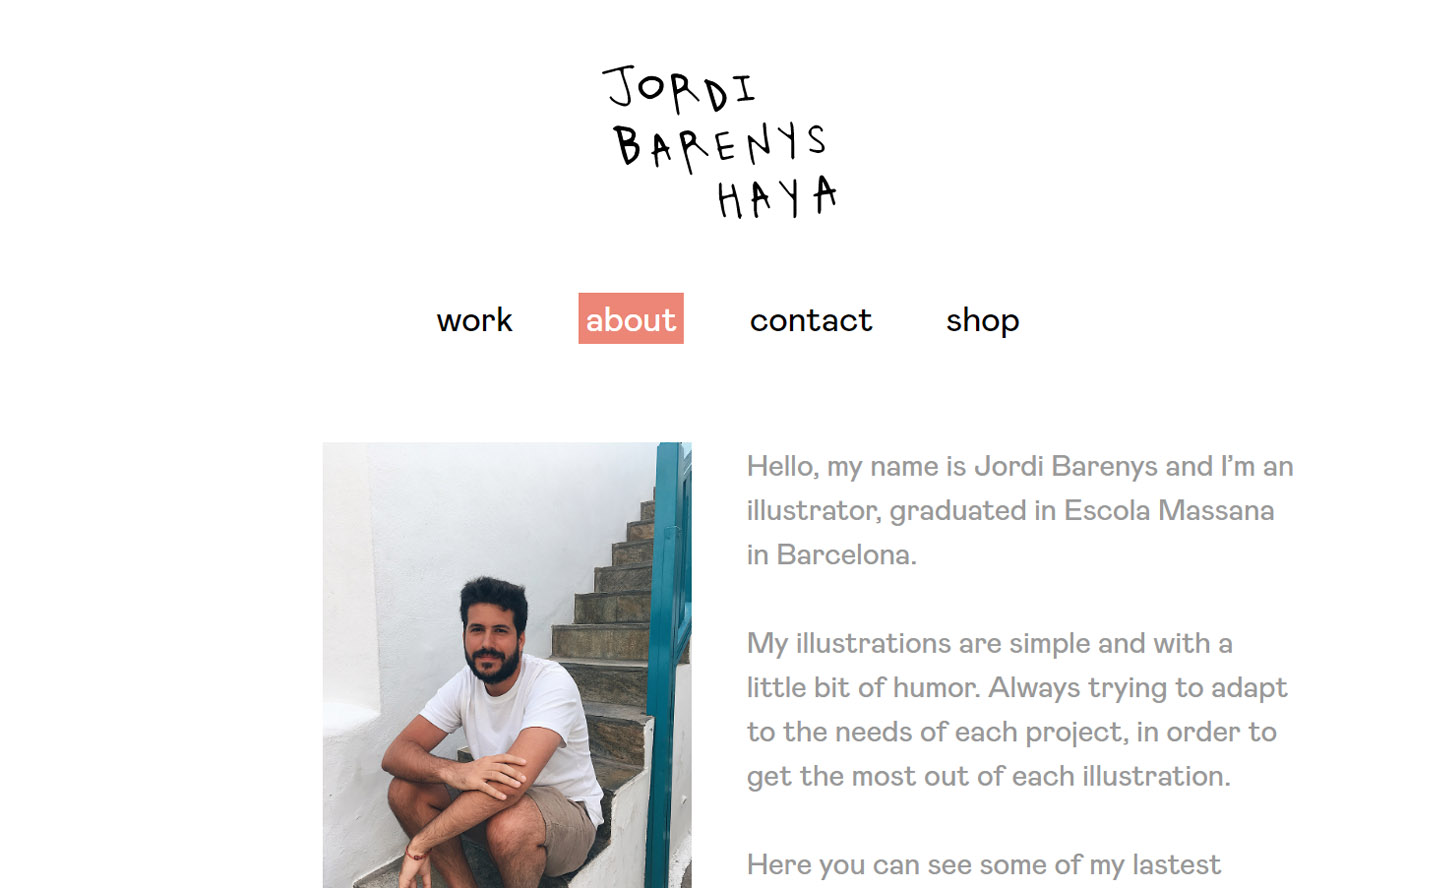 JORDI
BARENYS
HAYA
work about contact shop
Hello, my name is Jordi Barenys and I’m an
illustrator, graduated in Escola Massana
in Barcelona.
My illustrations are simple and with a
little bit of humor. Always trying to adapt
to the needs of each project, in order to
get the most out of each illustration.
Here you can see some of my lastest